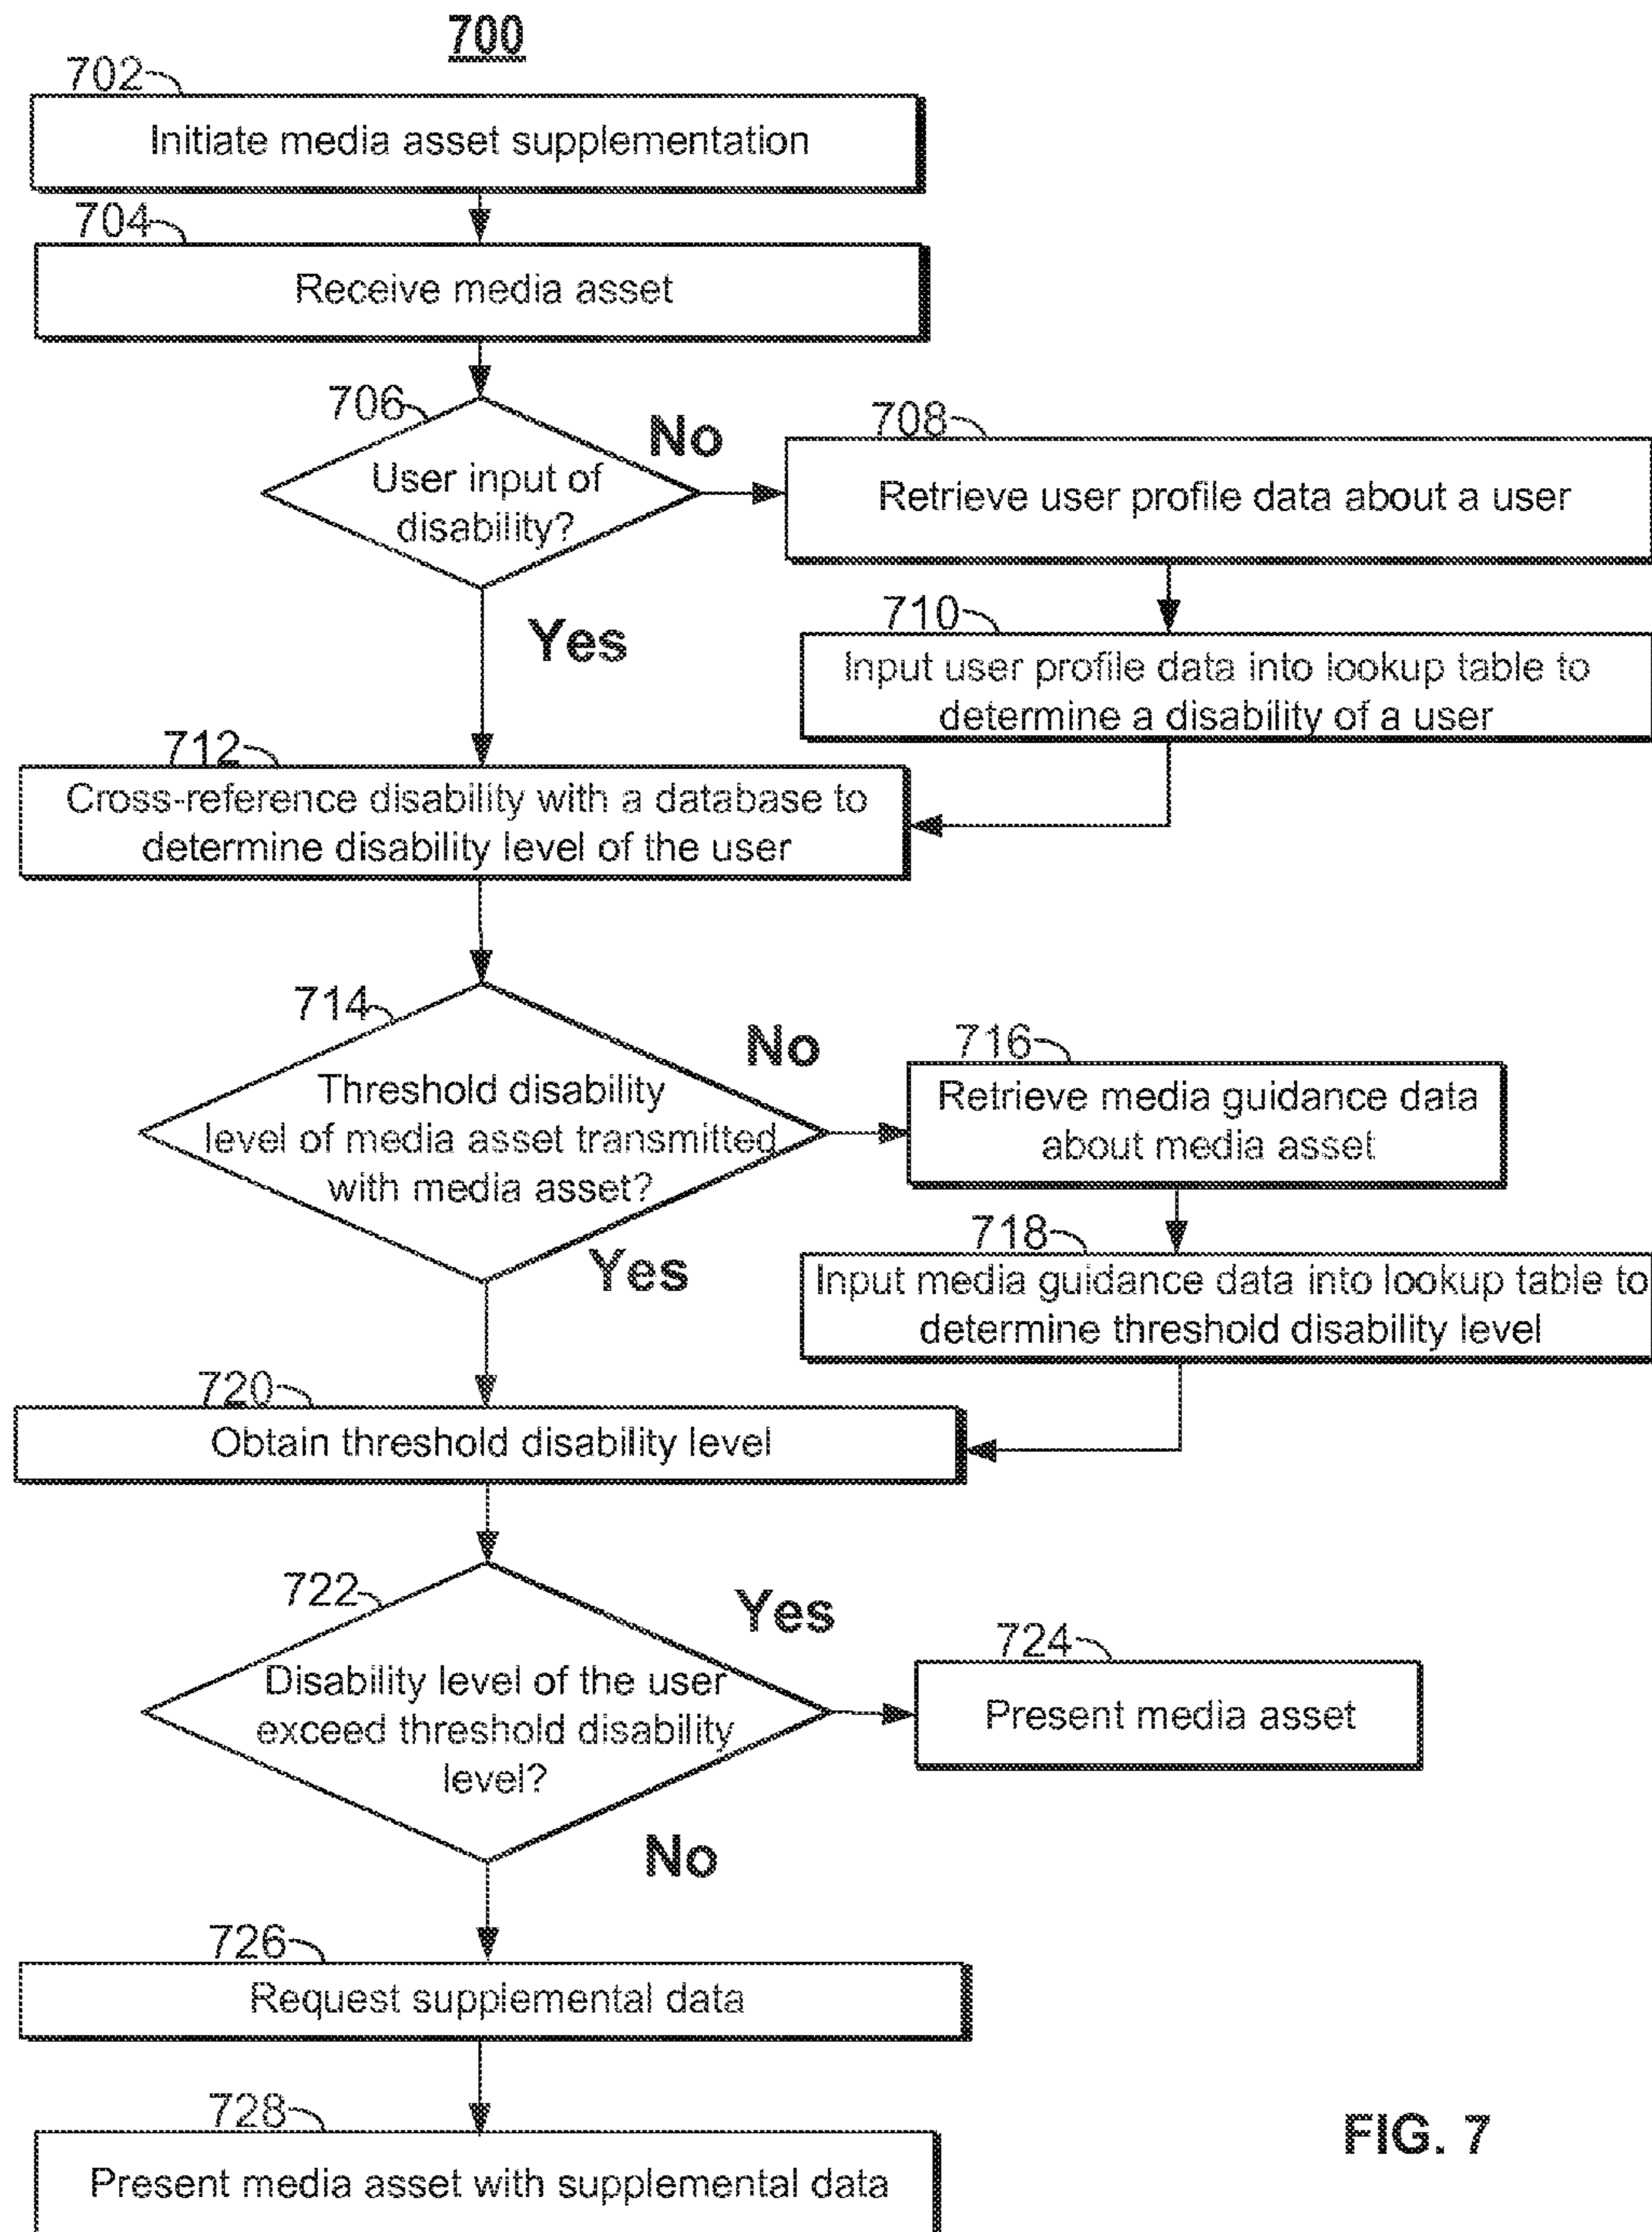 700
702
Initiate media asset supplementation
704
Receive media asset
706
User input of
disability?
No
Yes
708
Retrieve user profile data about a user
710
Input user profile data into lookup table to
determine a disability of a user
712
Cross-reference disability with a database to
determine disability level of the user
714
Threshold disability
level of media asset transmitted
with media asset?
No
Yes
716
Retrieve media guidance data
about media asset
718
Input media guidance data into lookup table to
determine threshold disability level
720
Obtain threshold disability level
722
Disability level of the user
exceed threshold disability
level?
Yes
No
724
Present media asset
726
Request supplemental data
728
Present media asset with supplemental data
FIG. 7